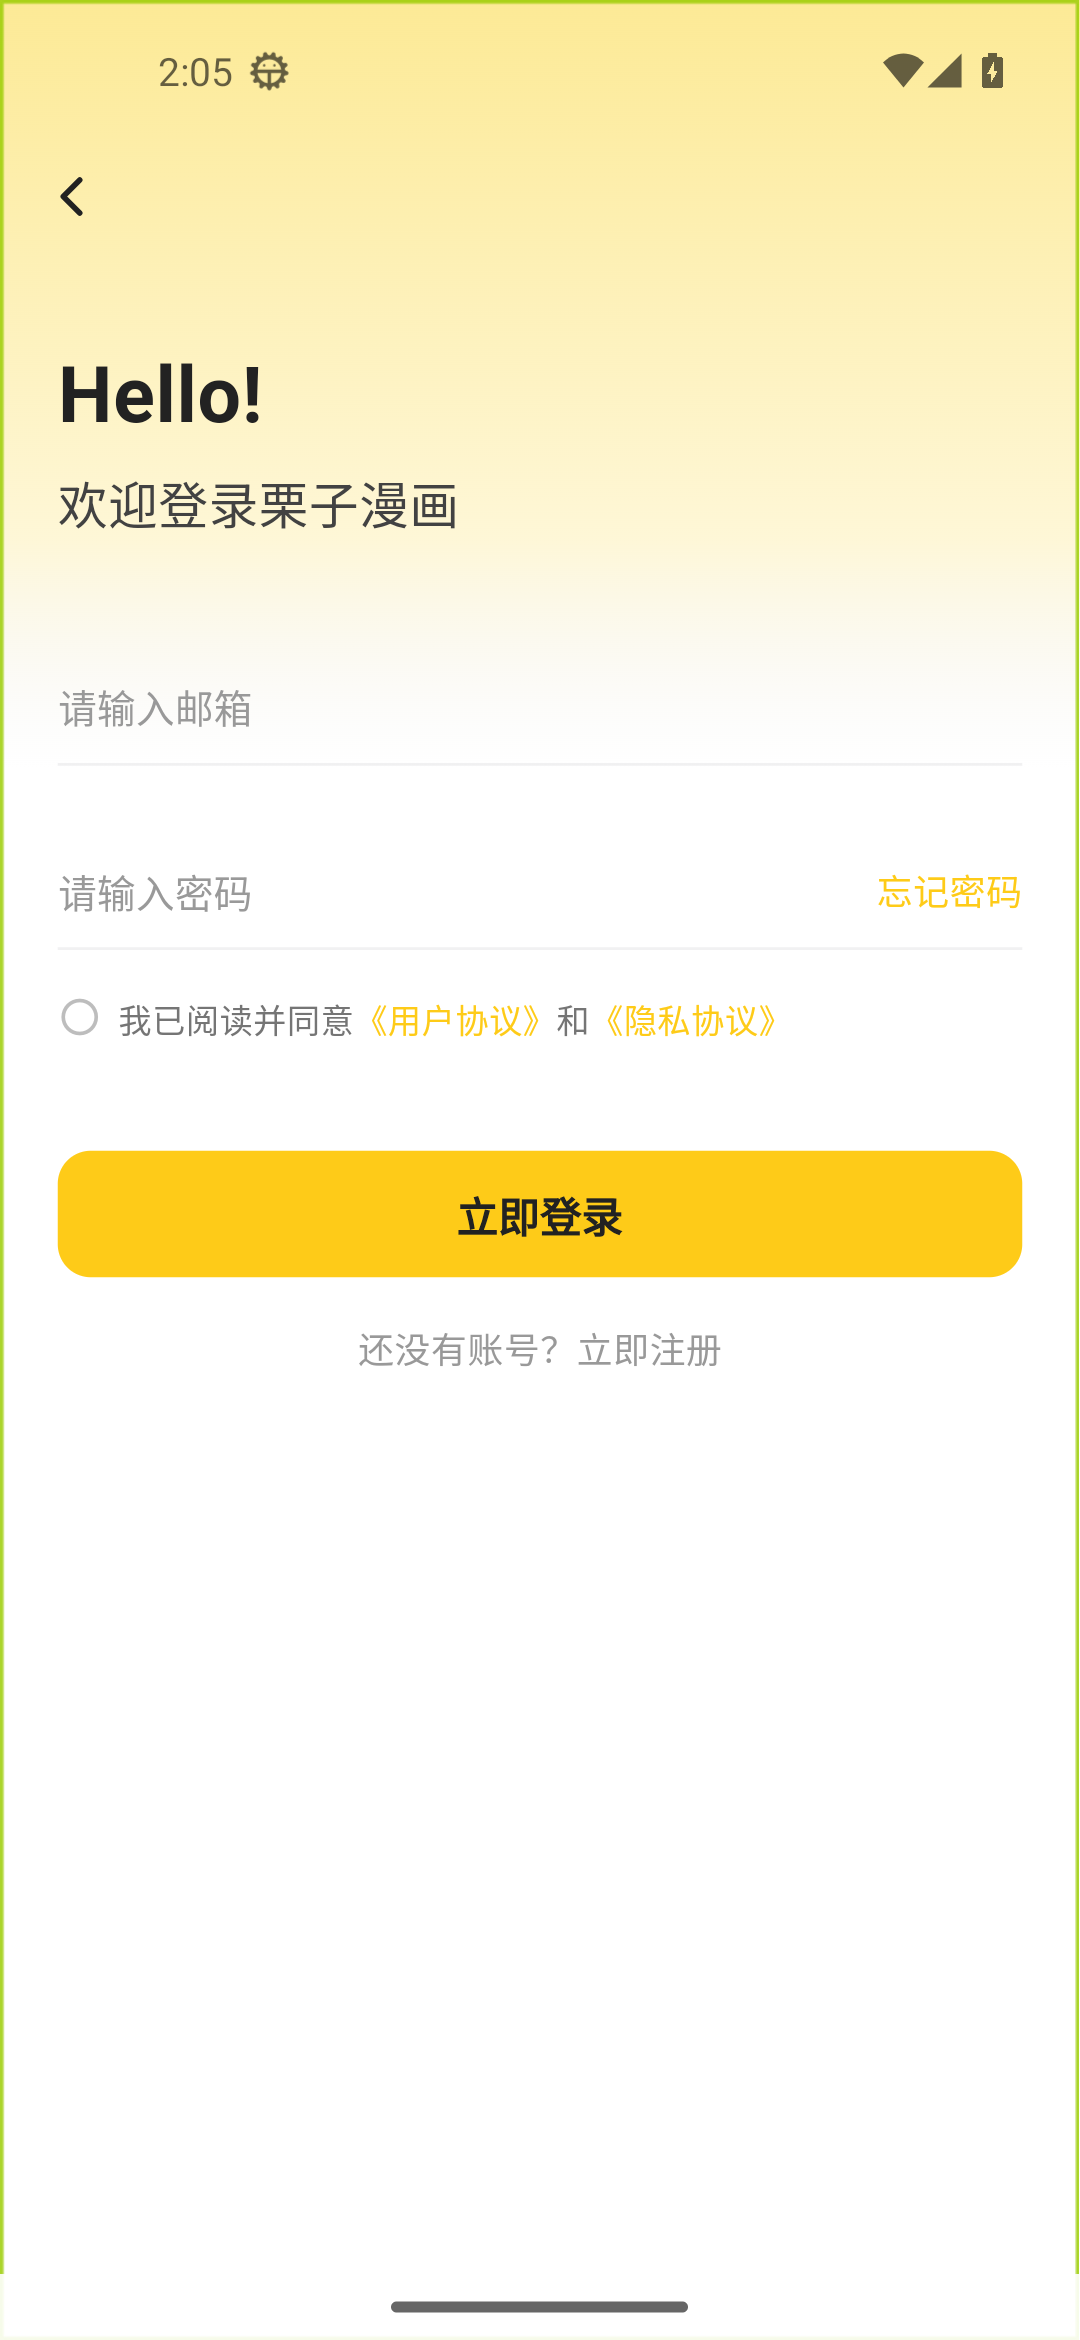 2:05
Hello!
欢迎登录栗子漫画
请输入邮箱
请输入密码 忘记密码
我已阅读并同意《用户协议》和《隐私协议》
立即登录
还没有账号？立即注册